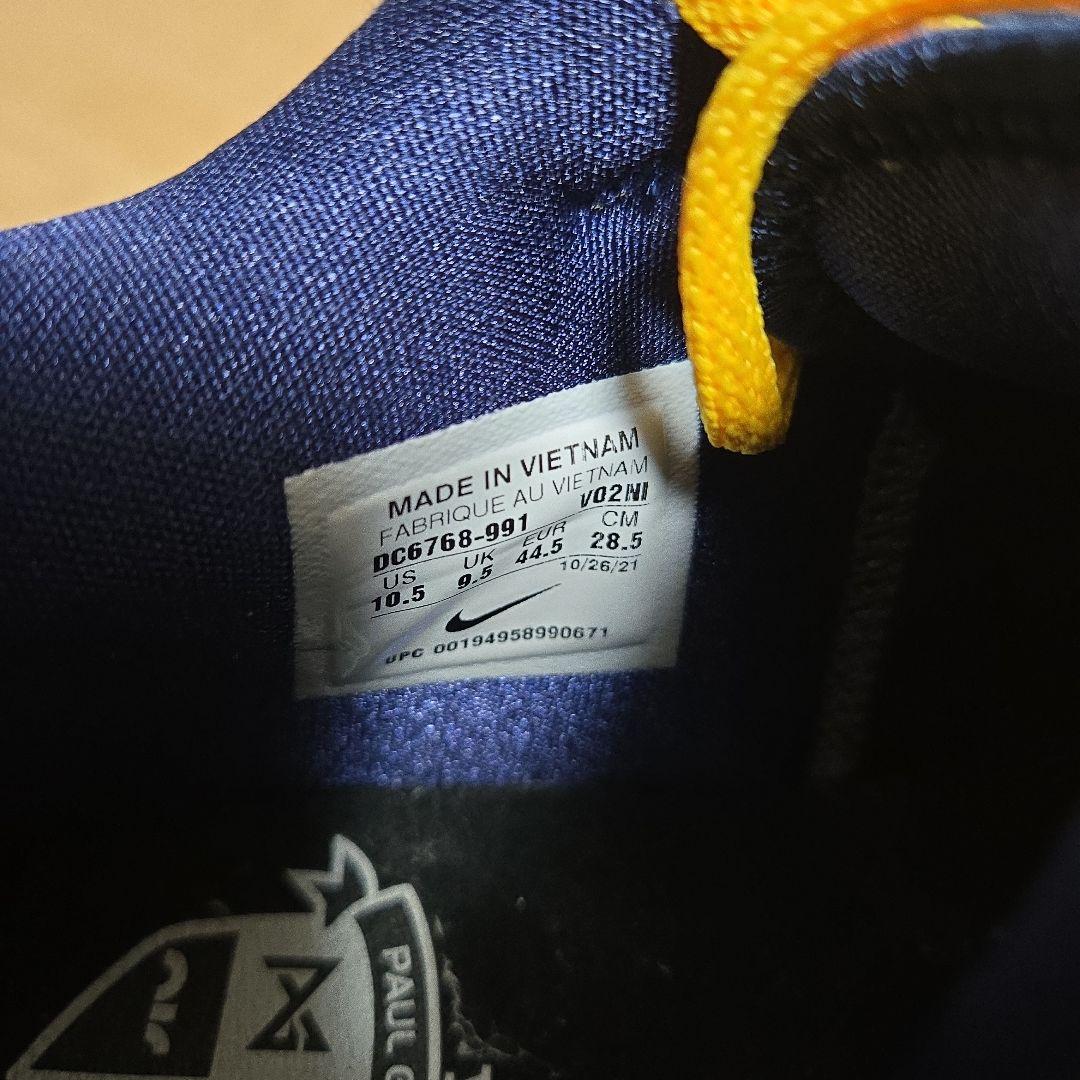 MADE IN VIETNAM
FABRIQUE AU VIETNAM
DC6768-991 V02NI
US UK EUR CM
10.5 9.5 44.5 28.5
10/26/21
UPC 00194958990671
PAUL